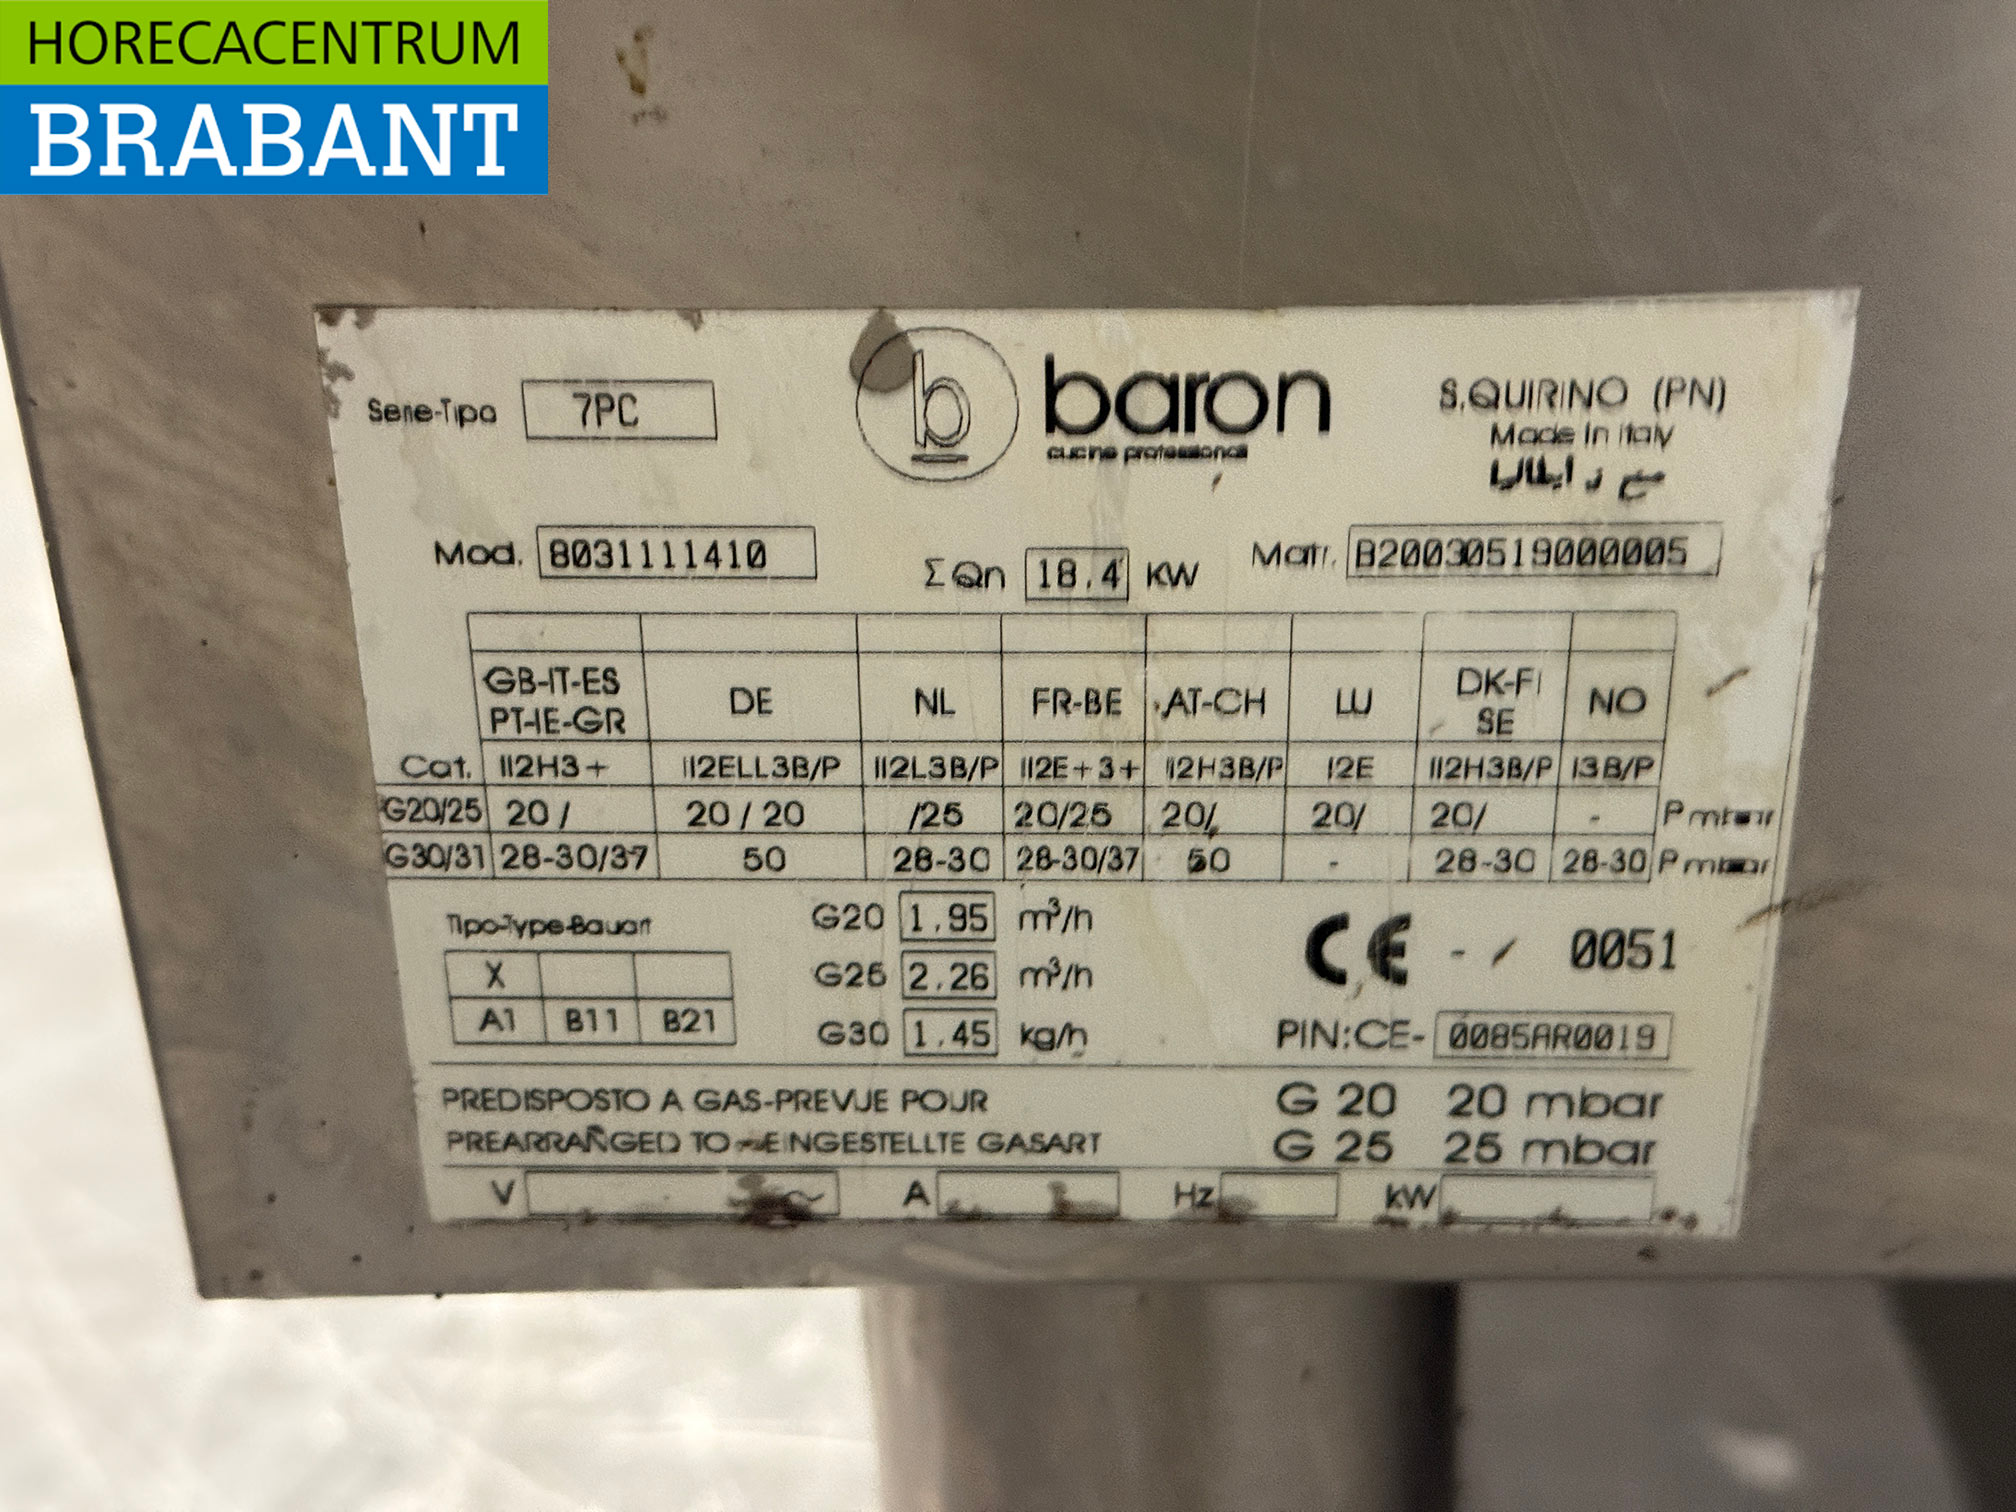 HORECACENTRUM
BRABANT
Serie-Tipo 7PC
b baron
cucine professionali
S.QUIRINO (PN)
Made in Italy
Mod. 8031111410
ΣQn 18.4 KW
Matr. B20030519000005
GB-IT-ES PT-IE-GR DE NL FR-BE AT-CH LU DK-FI SE NO
Cat. II2H3+ II2ELL3B/P II2L3B/P II2E+3+ II2H3B/P I2E II2H3B/P I3B/P
G20/25 20/ 20/20 /25 20/25 20/ 20/ 20/ - P mbar
G30/31 28-30/37 50 28-30 28-30/37 50 - 28-30 28-30 P mbar
Tipo-Type-Bauart
X
A1 B11 B21
G20 1.95 m³/h
G25 2.26 m³/h
G30 1.45 kg/h
CE 0051
PIN:CE- 0085AR0019
PREDISPOSTO A GAS-PREVUE POUR
PREARRANGED TO-EINGESTELLTE GASART
G 20 20 mbar
G 25 25 mbar
V ~ A Hz kW